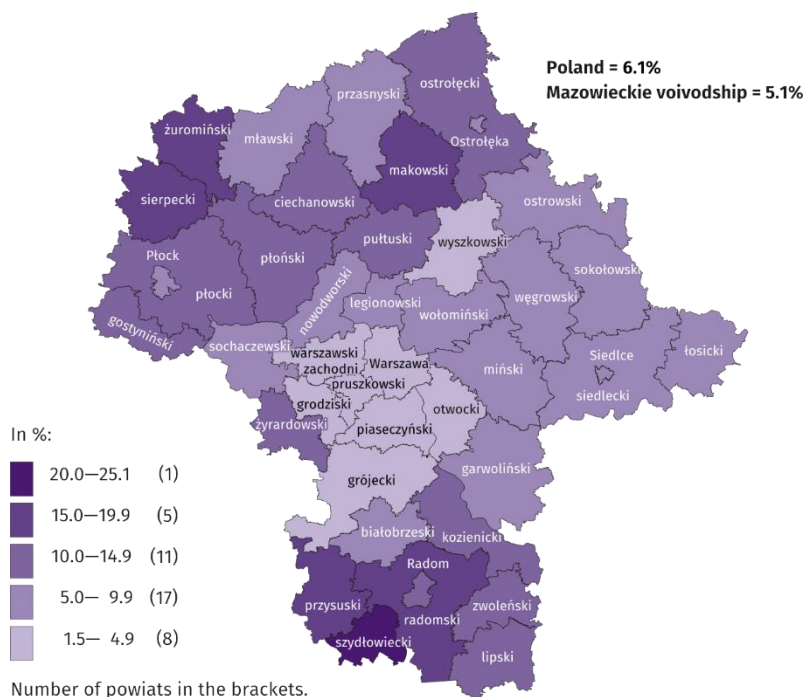 Poland = 6.1%
Mazowieckie voivodship = 5.1%
ostrołęcki
przasnyski
żuromiński
mławski
Ostrołęka
makowski
sierpecki
ciechanowski
ostrowski
pułtuski
wyszkowski
Płock
płoński
sokołowski
płocki
nowodworski
legionowski
węgrowski
wołomiński
gostyniński
sochaczewski
warszawski
zachodni
Warszawa
Siedlce
łosicki
miński
pruszkowski
siedlecki
grodziski
otwocki
żyrardowski
piaseczyński
garwoliński
grójecki
białobrzeski
kozienicki
Radom
przysuski
zwoleński
radomski
szydłowiecki
lipski
In %:
20.0—25.1 (1)
15.0—19.9 (5)
10.0—14.9 (11)
5.0— 9.9 (17)
1.5— 4.9 (8)
Number of powiats in the brackets.